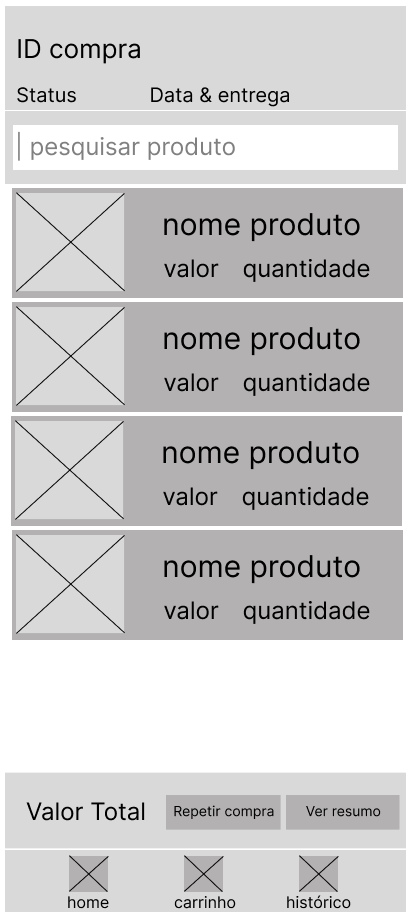 ID compra
Status Data & entrega
pesquisar produto
nome produto
valor quantidade
nome produto
valor quantidade
nome produto
valor quantidade
nome produto
valor quantidade
Valor Total Repetir compra Ver resumo
home carrinho histórico